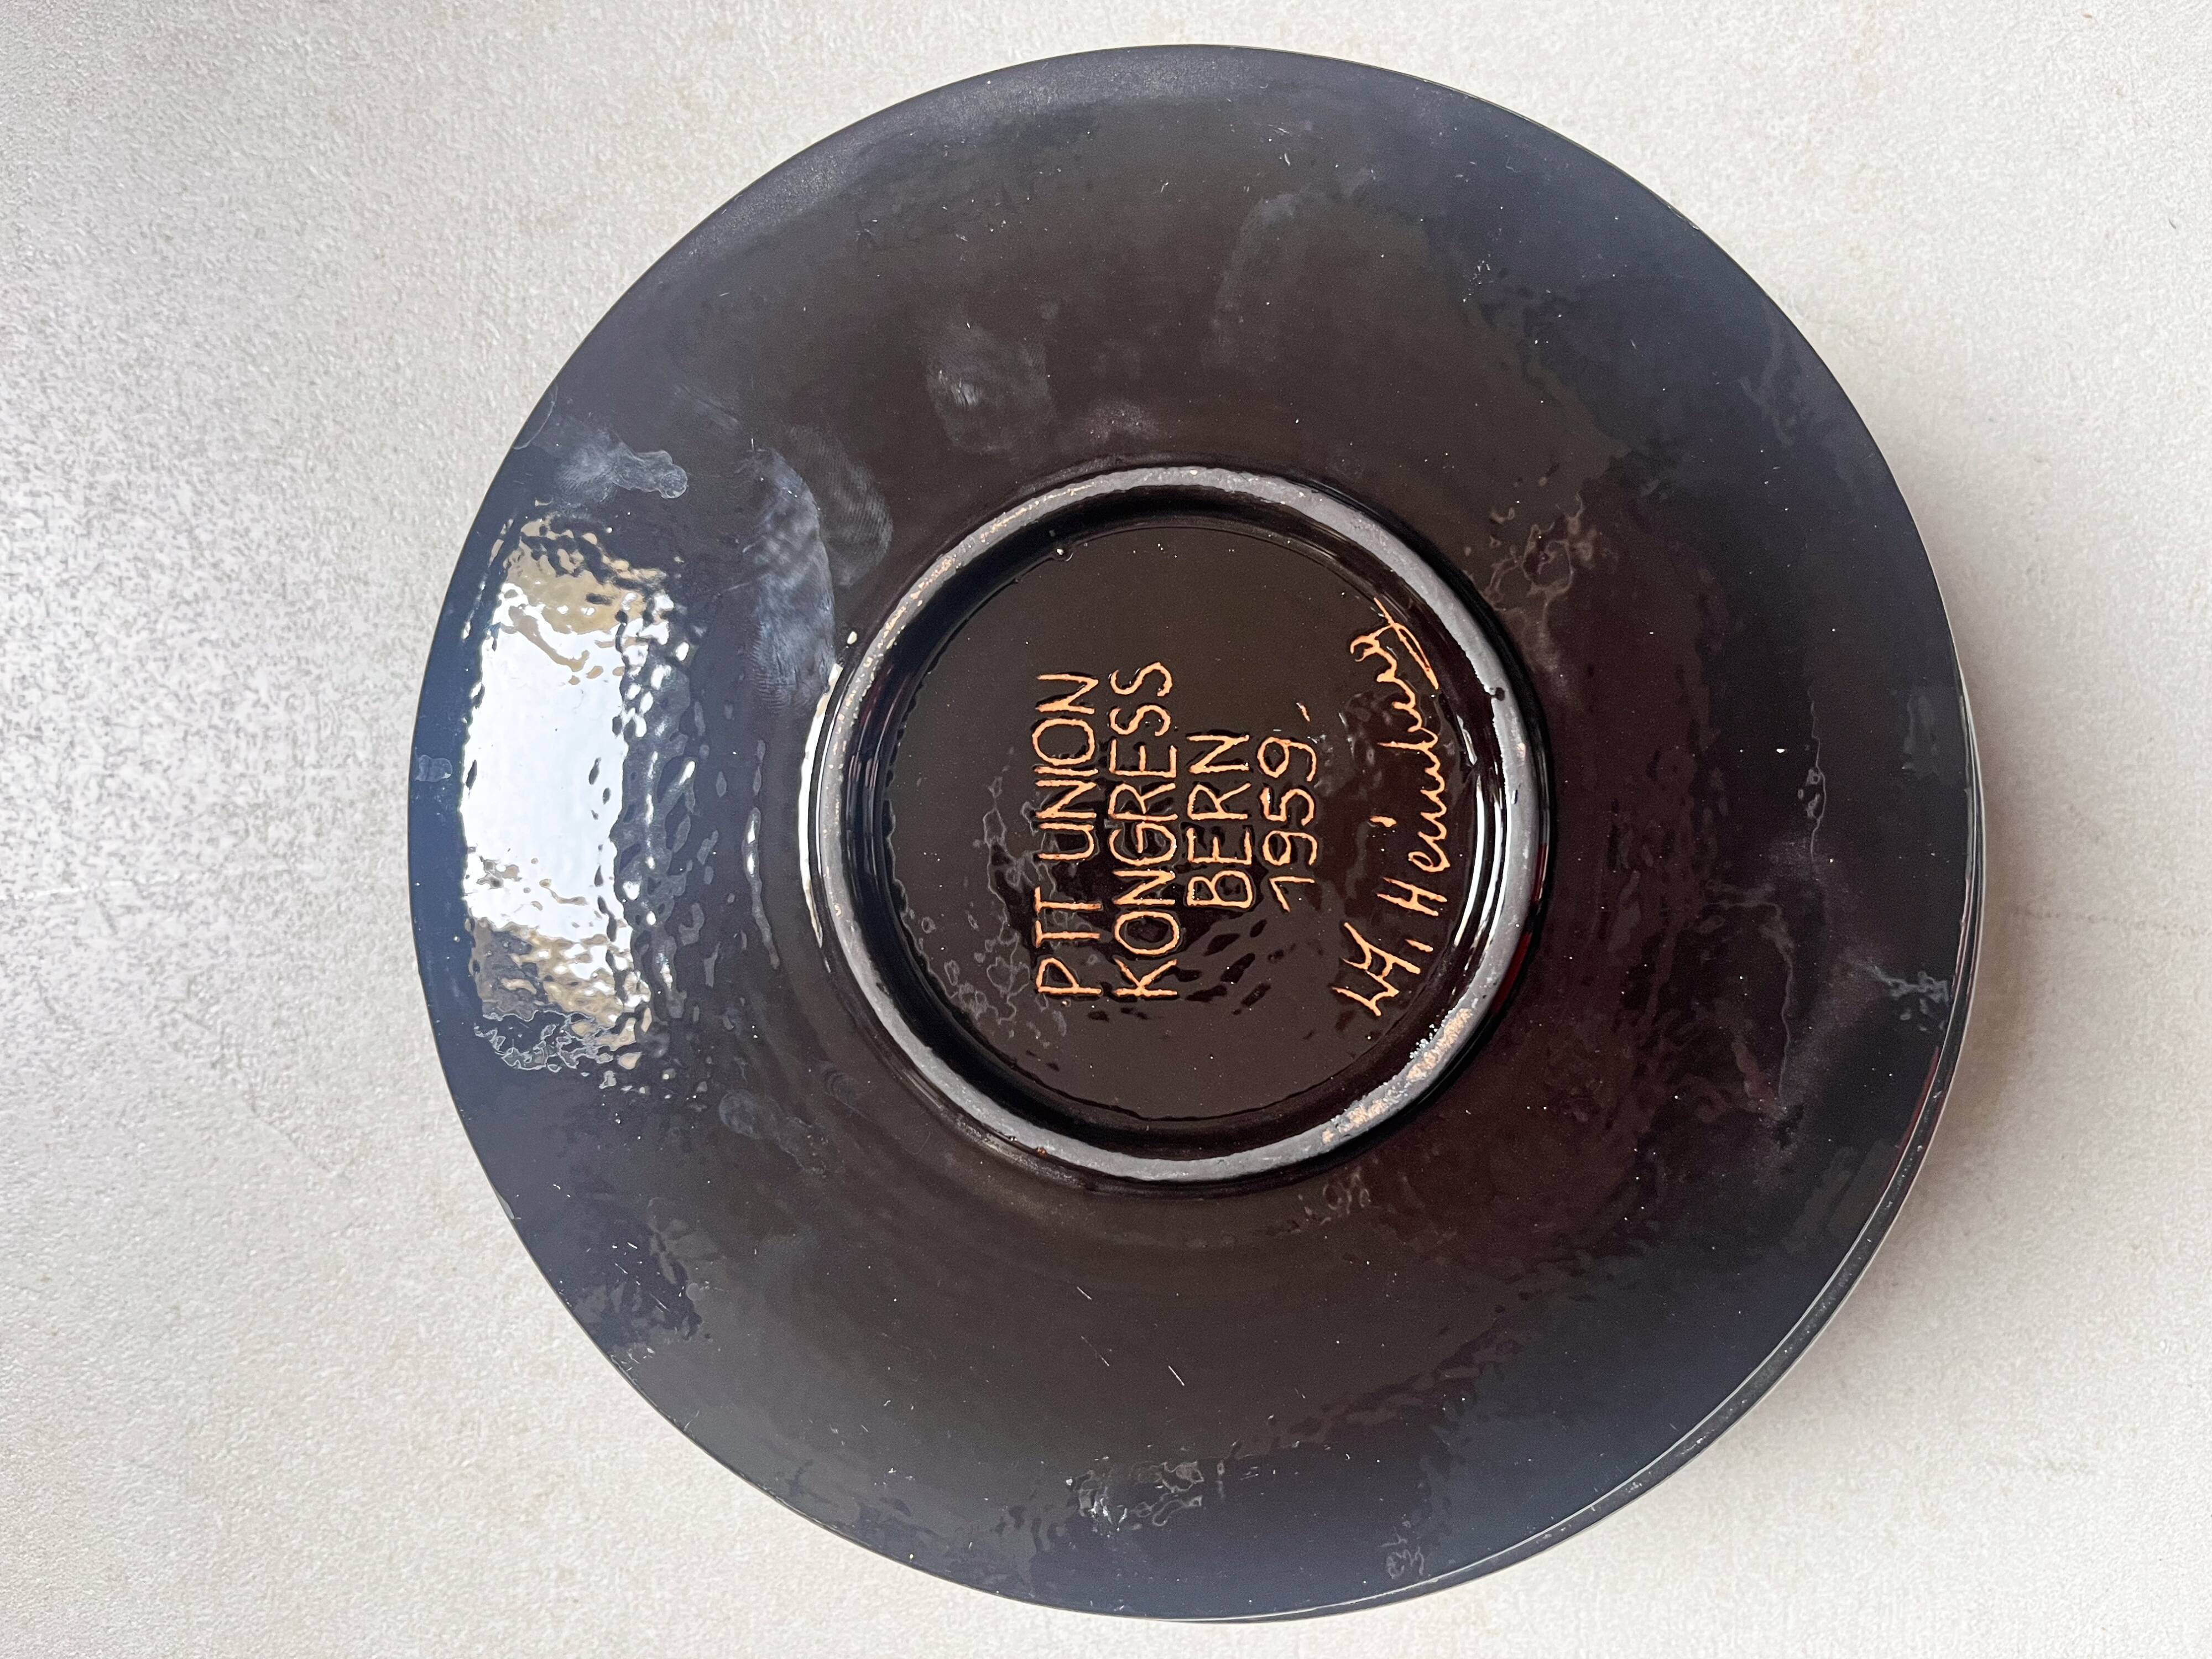 PTT UNION
KONGRESS
BERN
1959.